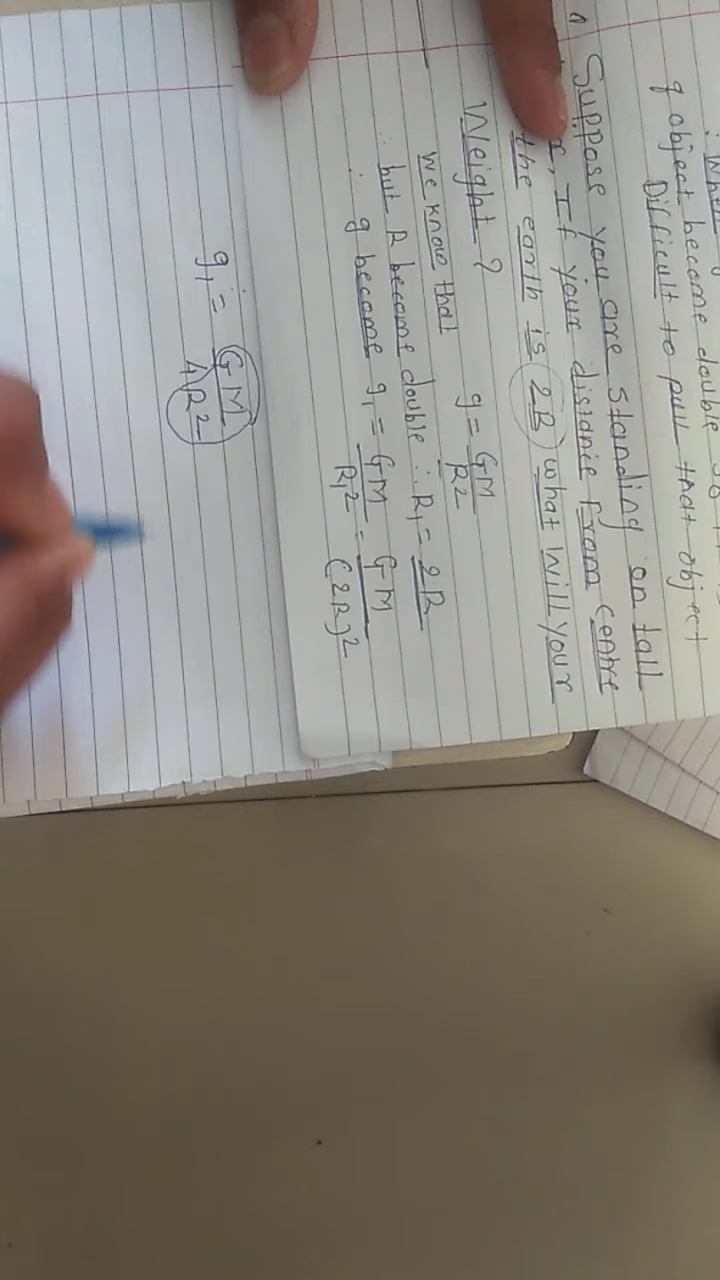 g object become double
Difficult to pull that object
Suppose you are standing on tall
If your distance from centre
the earth is 2R what will your
Weight ?
we know that g = GM / R2
∴ but R become double ∴ R1 = 2R
∴ g become g1 = GM / R1² = GM / (2R)²
g1 = GM / 4R²